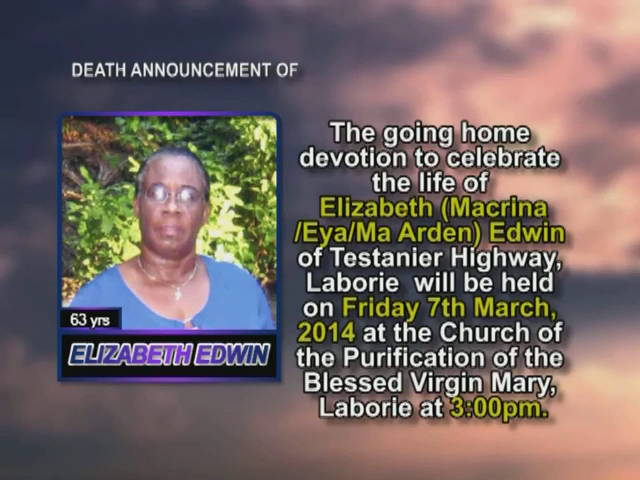 DEATH ANNOUNCEMENT OF
63 yrs
ELIZABETH EDWIN
The going home
devotion to celebrate
the life of
Elizabeth (Macrina
/Eya/Ma Arden) Edwin
of Testanier Highway,
Laborie will be held
on Friday 7th March,
2014 at the Church of
the Purification of the
Blessed Virgin Mary,
Laborie at 3:00pm.